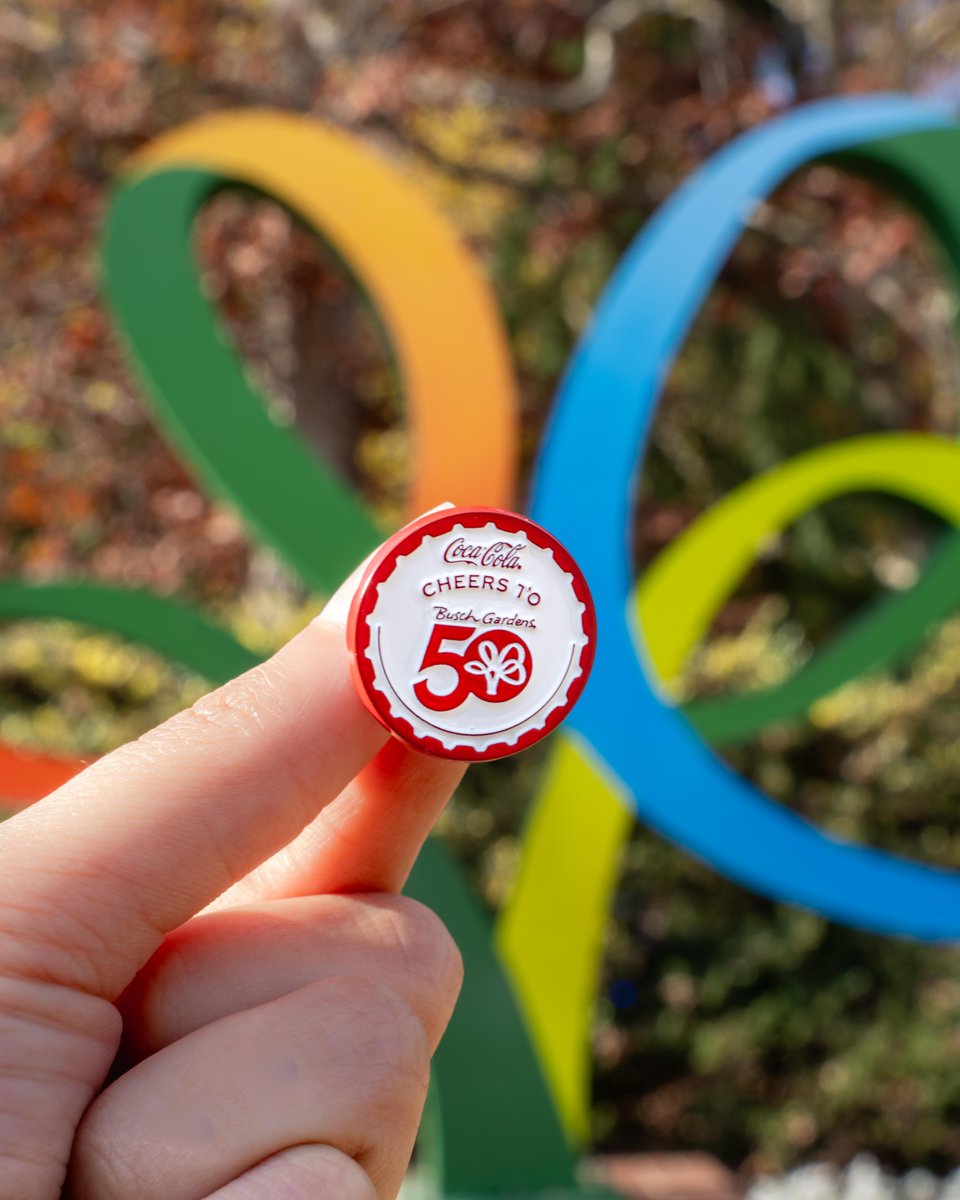 Coca-Cola
CHEERS TO
Busch Gardens
50